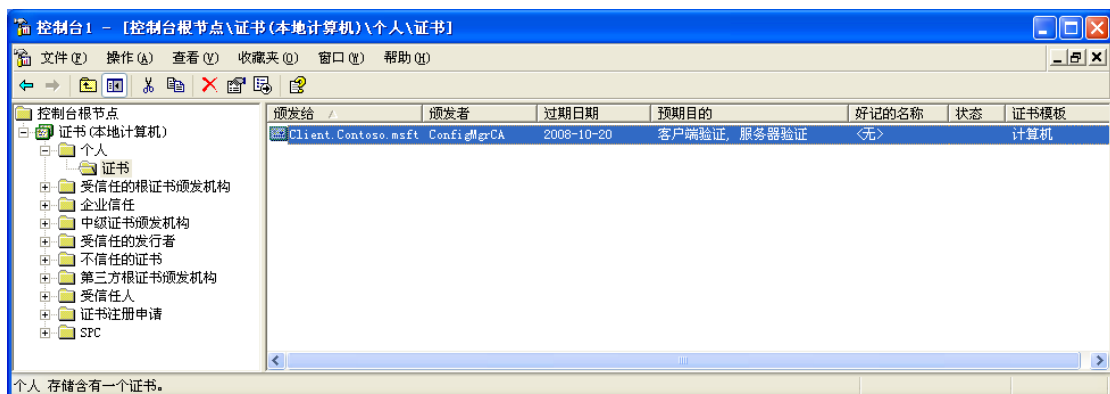 控制台1 - [控制台根节点\证书(本地计算机)\个人\证书]
文件(F) 操作(A) 查看(V) 收藏夹(O) 窗口(W) 帮助(H)
控制台根节点
证书(本地计算机)
个人
证书
受信任的根证书颁发机构
企业信任
中级证书颁发机构
受信任的发行者
不信任的证书
第三方根证书颁发机构
受信任人
证书注册申请
SPC
颁发给 颁发者 过期日期 预期目的 好记的名称 状态 证书模板
Client.Contoso.msft ConfigMgrCA 2008-10-20 客户端验证, 服务器验证 <无> 计算机
个人 存储含有一个证书。